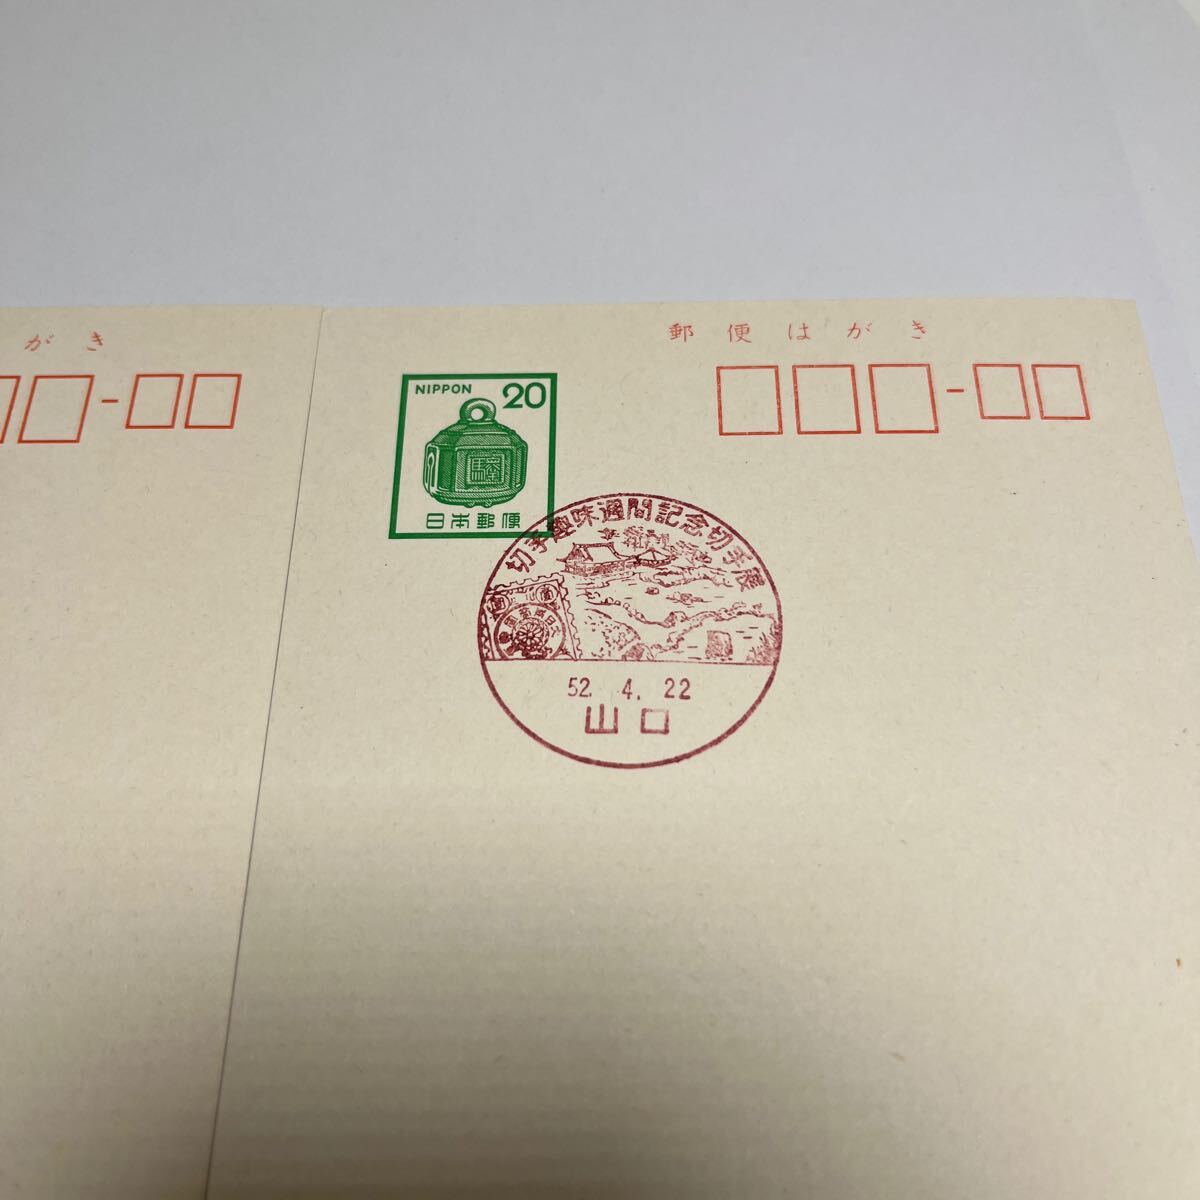 がき
郵便はがき
NIPPON 20
日本郵便
切手趣味週間記念切手展
52. 4. 22
山口